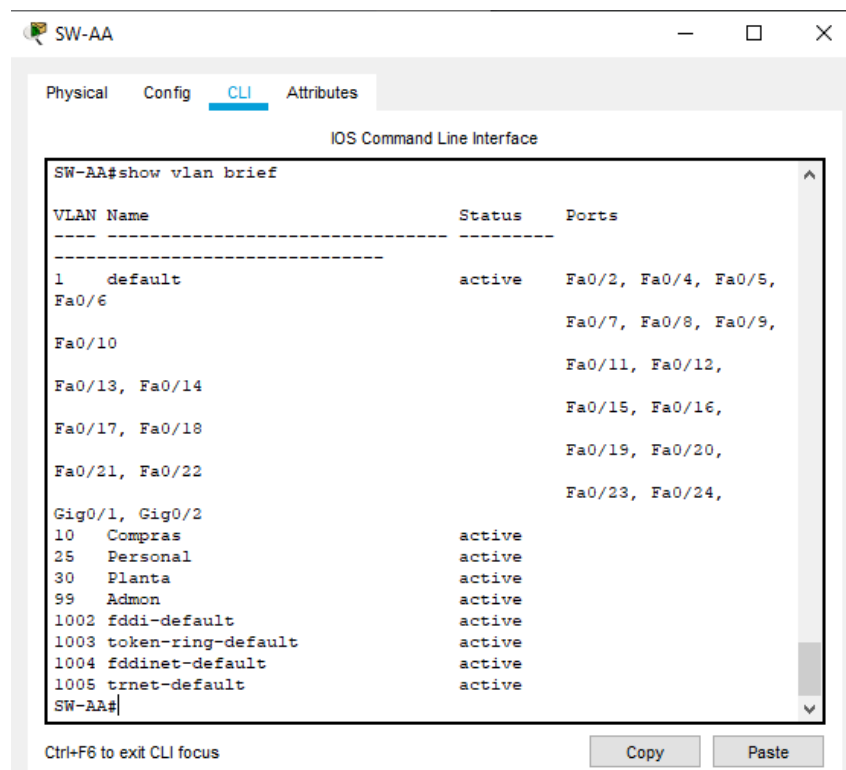 SW-AA
Physical Config CLI Attributes
IOS Command Line Interface
SW-AA#show vlan brief
VLAN Name                             Status    Ports
---- -------------------------------- ---------
-------------------------------
1    default                          active    Fa0/2, Fa0/4, Fa0/5,
Fa0/6
                                                Fa0/7, Fa0/8, Fa0/9,
Fa0/10
                                                Fa0/11, Fa0/12,
Fa0/13, Fa0/14
                                                Fa0/15, Fa0/16,
Fa0/17, Fa0/18
                                                Fa0/19, Fa0/20,
Fa0/21, Fa0/22
                                                Fa0/23, Fa0/24,
Gig0/1, Gig0/2
10   Compras                          active
25   Personal                         active
30   Planta                           active
99   Admon                            active
1002 fddi-default                     active
1003 token-ring-default               active
1004 fddinet-default                  active
1005 trnet-default                    active
SW-AA#
Ctrl+F6 to exit CLI focus Copy Paste